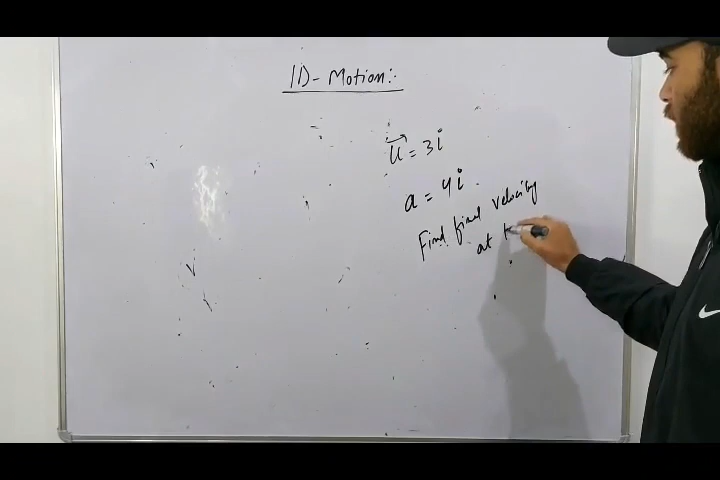 1D-Motion:-
u = 3i
a = 4i
Find final velocity
at t